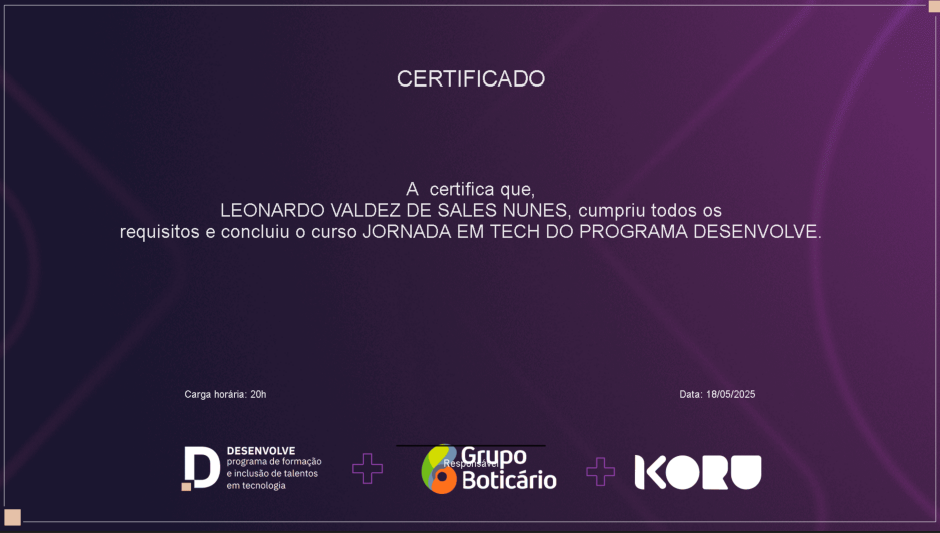 CERTIFICADO
A certifica que,
LEONARDO VALDEZ DE SALES NUNES, cumpriu todos os
requisitos e concluiu o curso JORNADA EM TECH DO PROGRAMA DESENVOLVE.
Carga horária: 20h
Data: 18/05/2025
D
DESENVOLVE
programa de formação
e inclusão de talentos
em tecnologia
Grupo
Responsável
Boticário
KORU